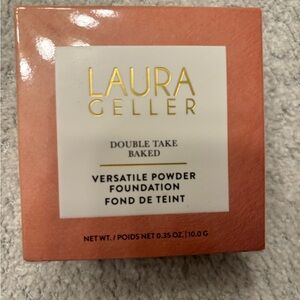 LAURA
GELLER
DOUBLE TAKE
BAKED
VERSATILE POWDER
FOUNDATION
FOND DE TEINT
NET WT. / POIDS NET 0.35 OZ. | 10.0 G